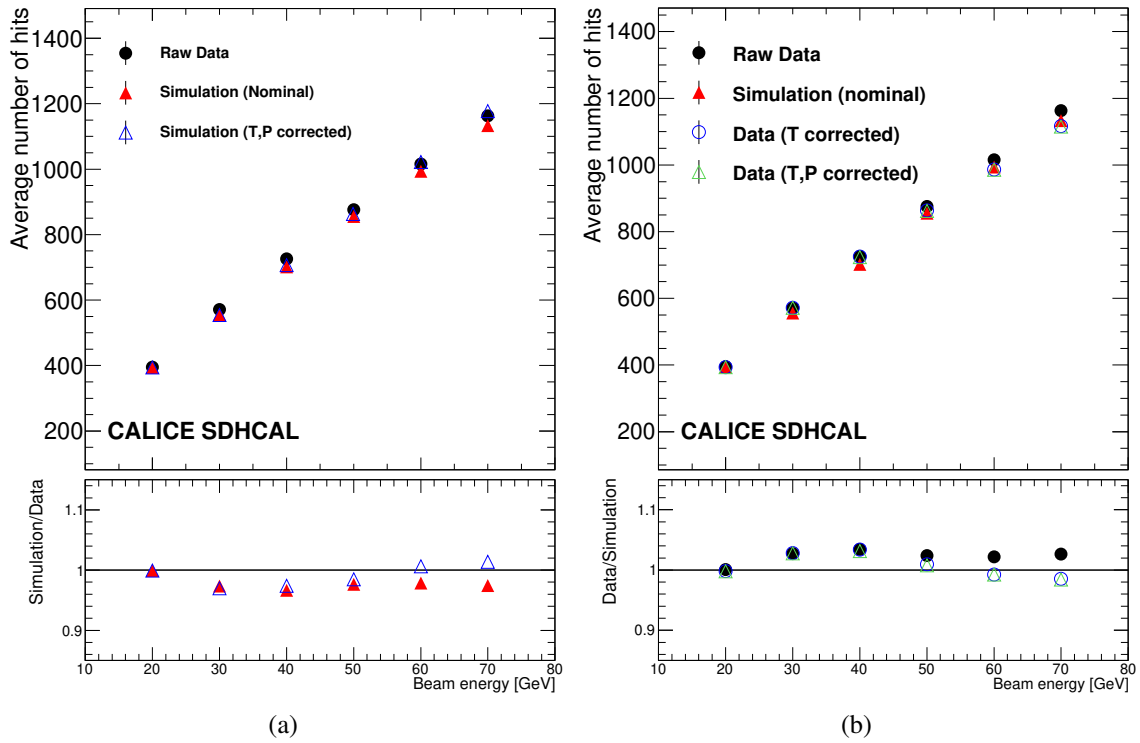 Average number of hits
1400
1200
1000
800
600
400
200
Raw Data
Simulation (Nominal)
Simulation (T,P corrected)
CALICE SDHCAL
Simulation/Data
1.1
1
0.9
10 20 30 40 50 60 70 80
Beam energy [GeV]
(a)
Average number of hits
1400
1200
1000
800
600
400
200
Raw Data
Simulation (nominal)
Data (T corrected)
Data (T,P corrected)
CALICE SDHCAL
Data/Simulation
1.1
1
0.9
10 20 30 40 50 60 70 80
Beam energy [GeV]
(b)